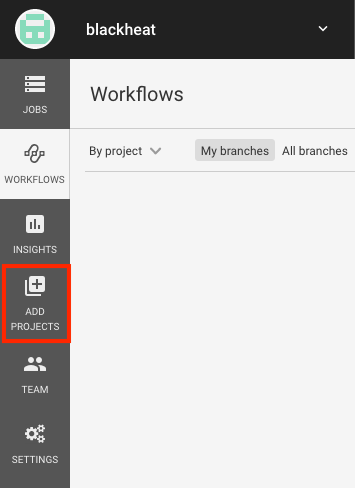 blackheat
JOBS
WORKFLOWS
INSIGHTS
ADD
PROJECTS
TEAM
SETTINGS
Workflows
By project
My branches
All branches